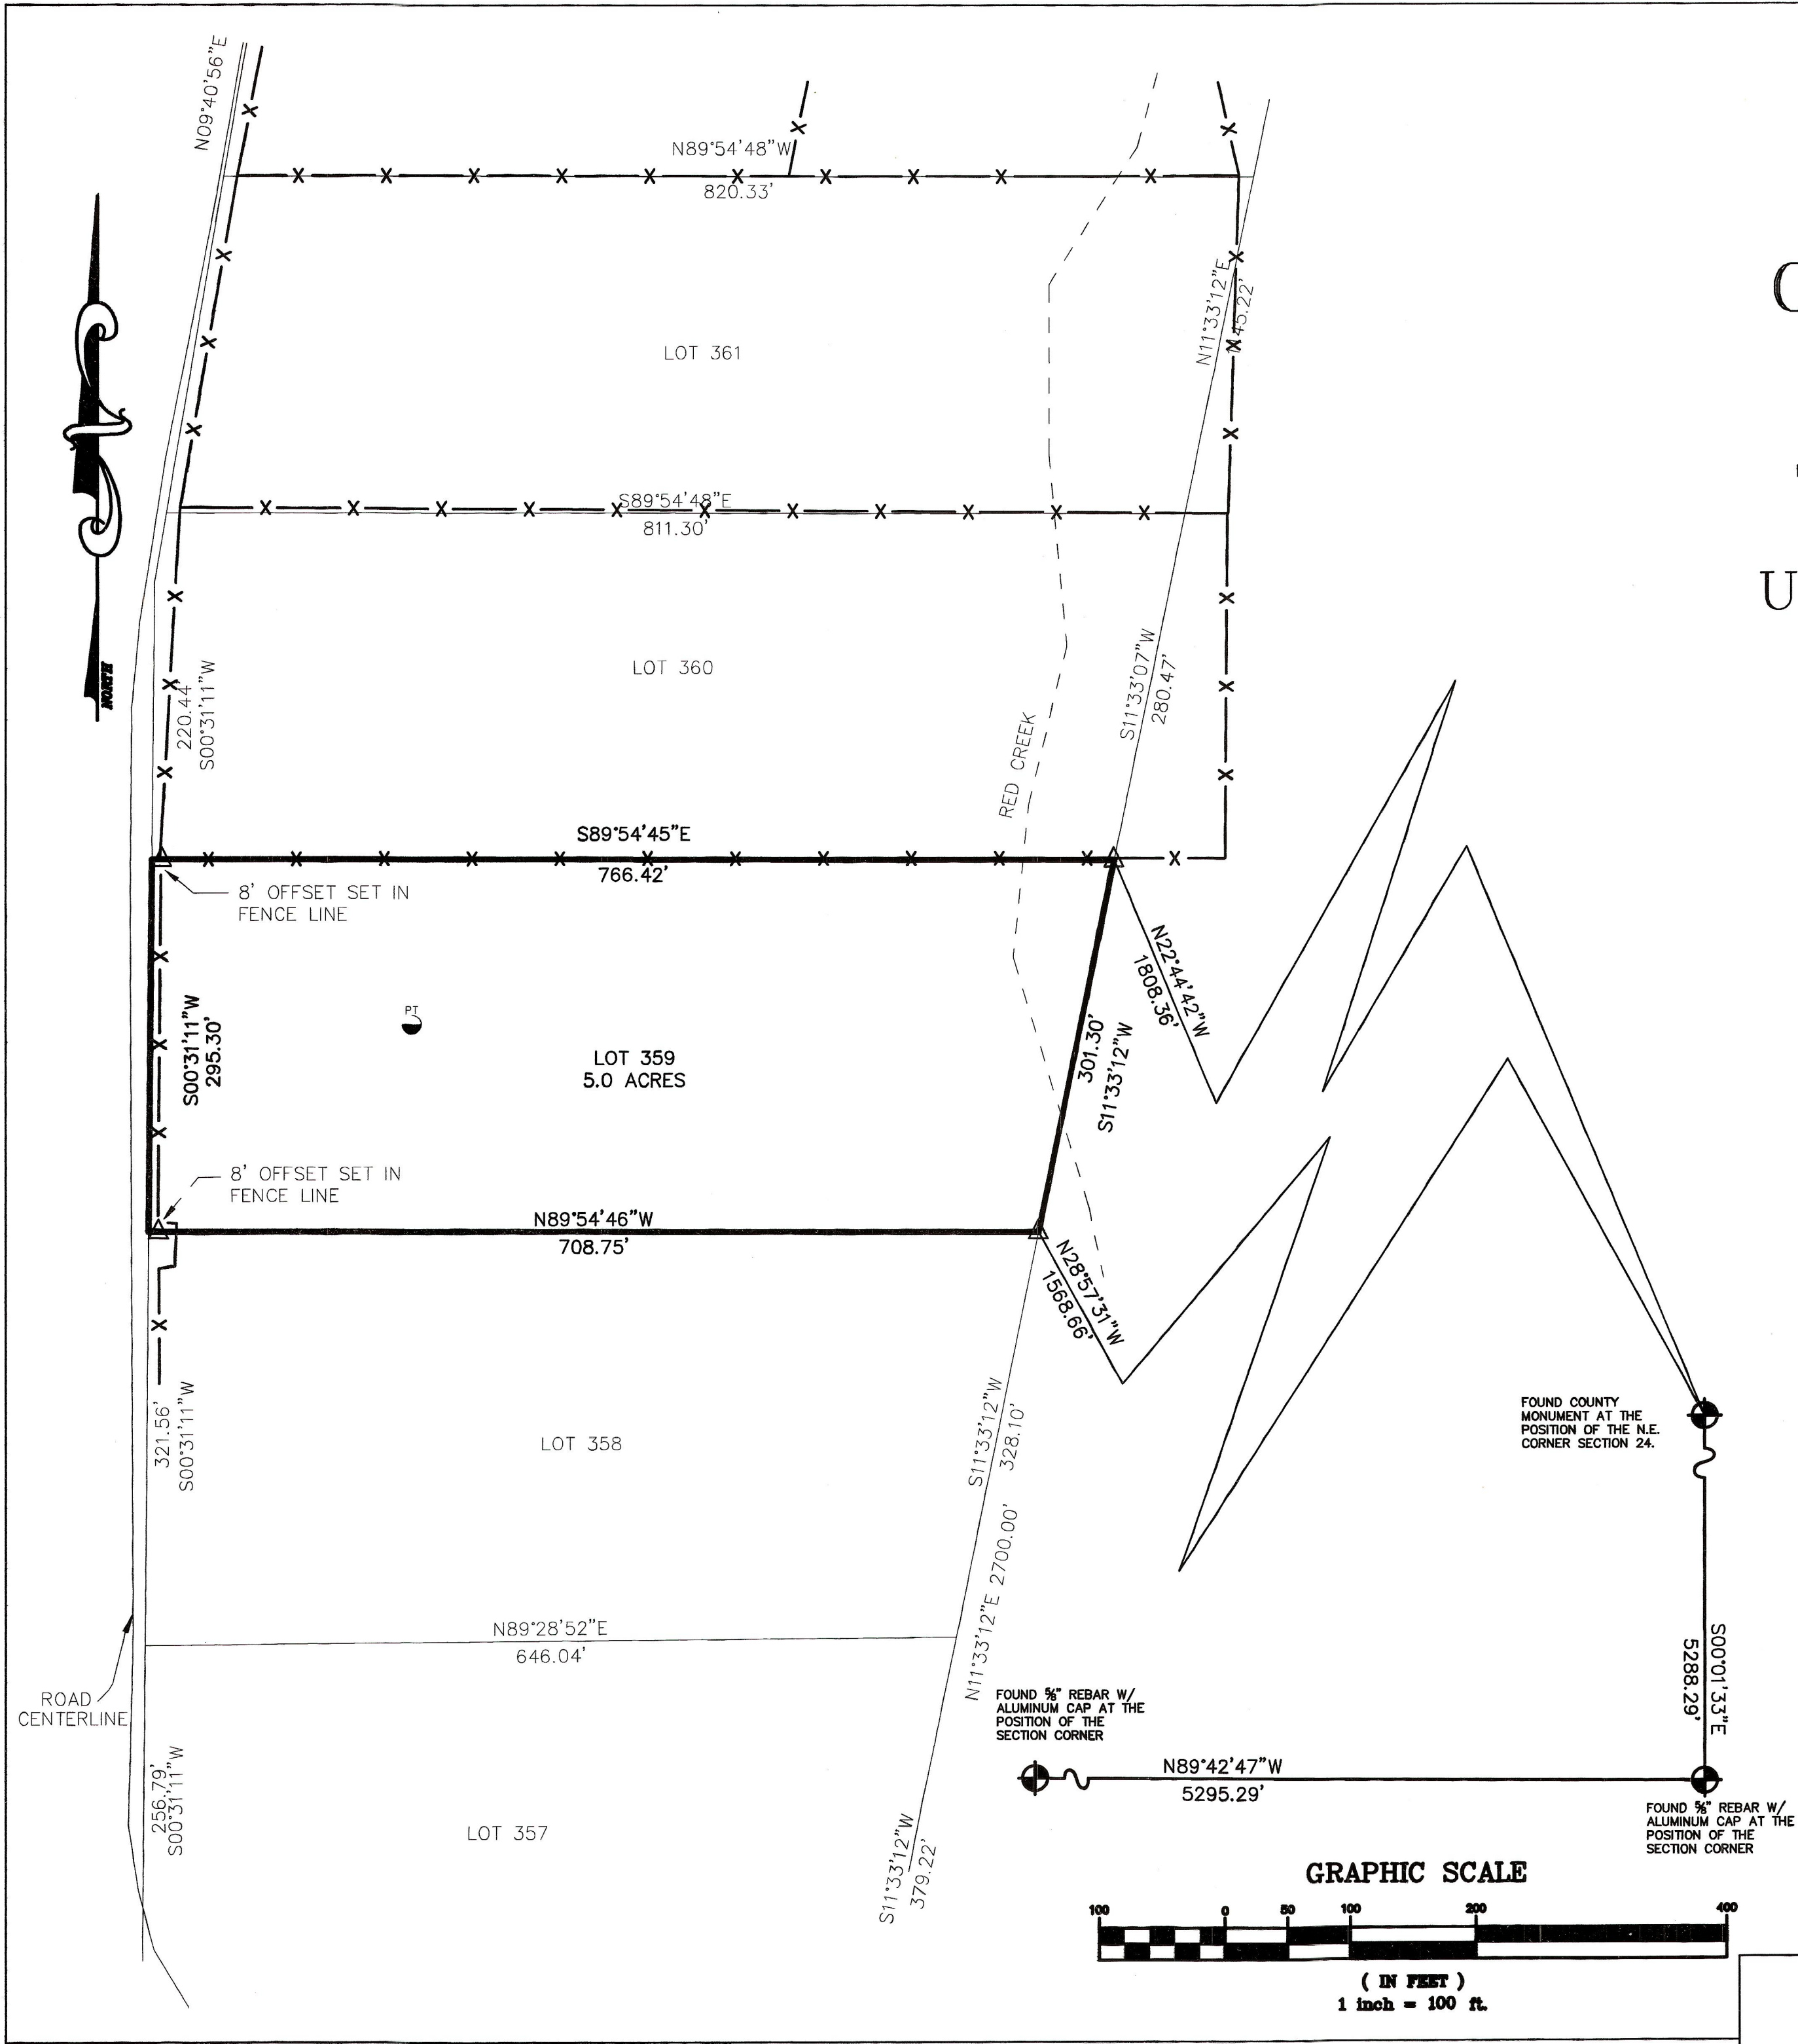 N09°40'56"E
N89°54'48"W
820.33'
C
N11°33'12"E
LOT 361
S89°54'48"E
811.30'
U
NORTH
220.44'
S00°31'11"W
LOT 360
RED CREEK
S11°33'07"W
280.47'
S89°54'45"E
766.42'
8' OFFSET SET IN
FENCE LINE
N22°44'42"W
1808.36'
S00°31'11"W
295.30'
PT
LOT 359
5.0 ACRES
301.30'
S11°33'12"W
8' OFFSET SET IN
FENCE LINE
N89°54'46"W
708.75'
N28°57'31"W
1568.66'
321.56'
S00°31'11"W
LOT 358
S11°33'12"W
328.10'
FOUND COUNTY
MONUMENT AT THE
POSITION OF THE N.E.
CORNER SECTION 24.
N11°33'12"E 2700.00'
N89°28'52"E
646.04'
S00°01'33"E
5288.29'
ROAD
CENTERLINE
FOUND ⅝" REBAR W/
ALUMINUM CAP AT THE
POSITION OF THE
SECTION CORNER
N89°42'47"W
5295.29'
256.79'
S00°31'11"W
LOT 357
S11°33'12"W
379.22'
FOUND ⅝" REBAR W/
ALUMINUM CAP AT THE
POSITION OF THE
SECTION CORNER
GRAPHIC SCALE
100 0 50 100 200 400
( IN FEET )
1 inch = 100 ft.